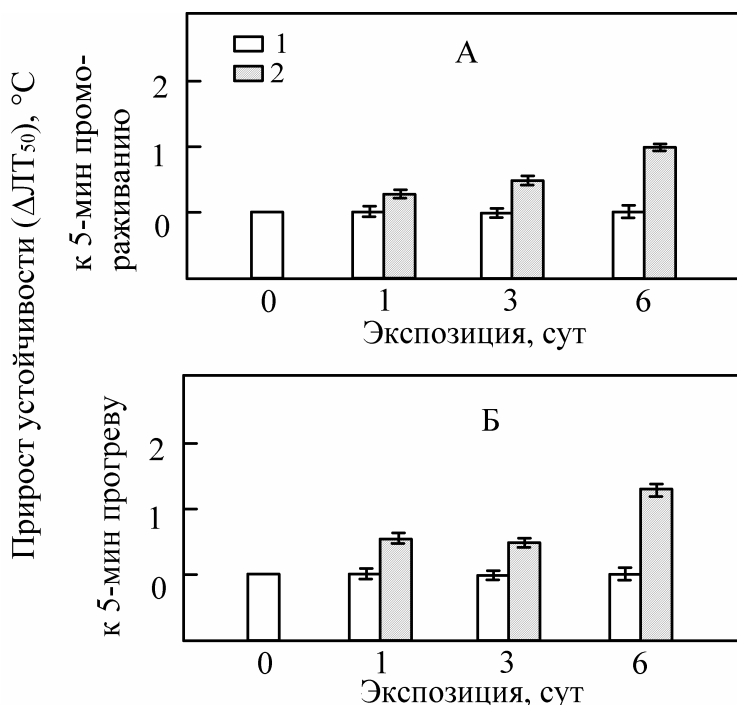 Прирост устойчивости (ΔЛТ50), °С
к 5-мин промо-
раживанию
2
1
0
1
2
А
0 1 3 6
Экспозиция, сут
к 5-мин прогреву
2
1
0
Б
0 1 3 6
Экспозиция, сут